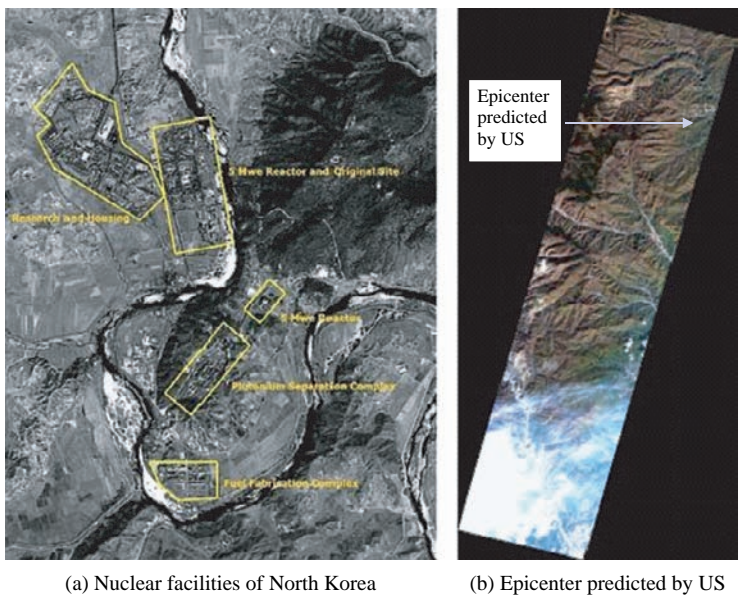 5 Mwe Reactor and Original Site
Research and Housing
5 Mwe Reactor
Plutonium Separation Complex
Fuel Fabrication Complex
Epicenter
predicted
by US
(a) Nuclear facilities of North Korea
(b) Epicenter predicted by US